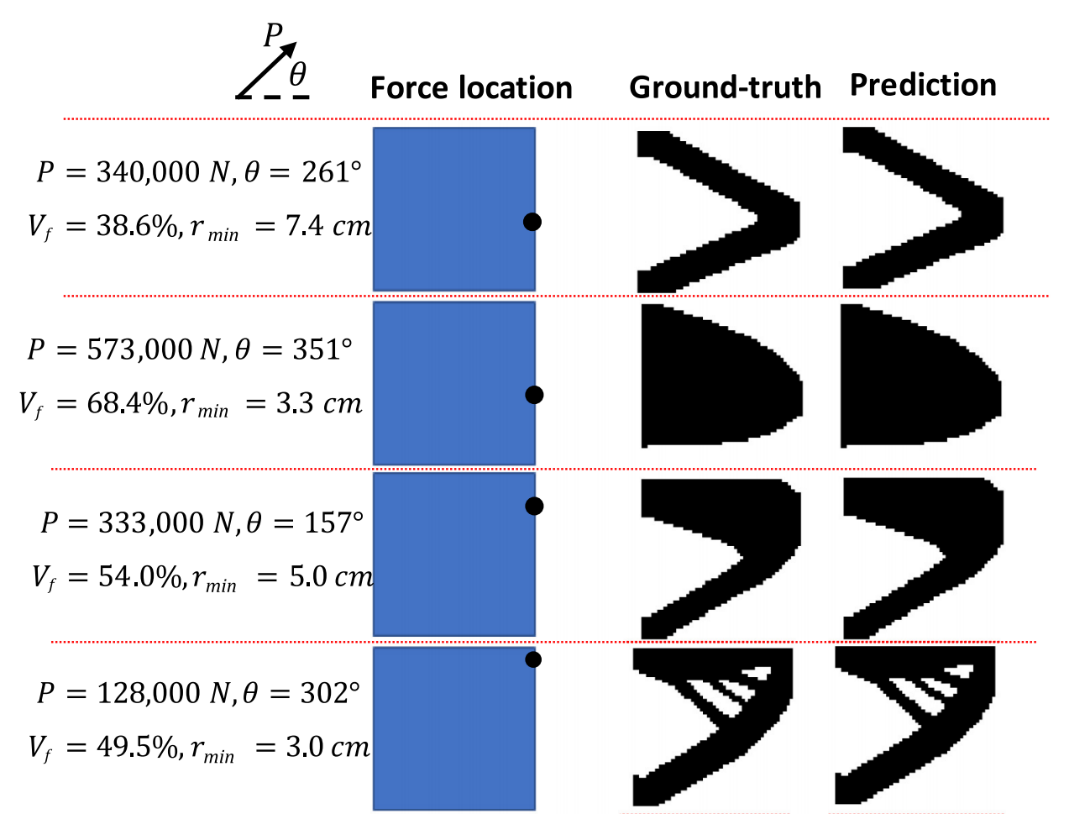 P
θ
Force location Ground-truth Prediction
P = 340,000 N, θ = 261°
V_f = 38.6%, r_min = 7.4 cm
P = 573,000 N, θ = 351°
V_f = 68.4%, r_min = 3.3 cm
P = 333,000 N, θ = 157°
V_f = 54.0%, r_min = 5.0 cm
P = 128,000 N, θ = 302°
V_f = 49.5%, r_min = 3.0 cm